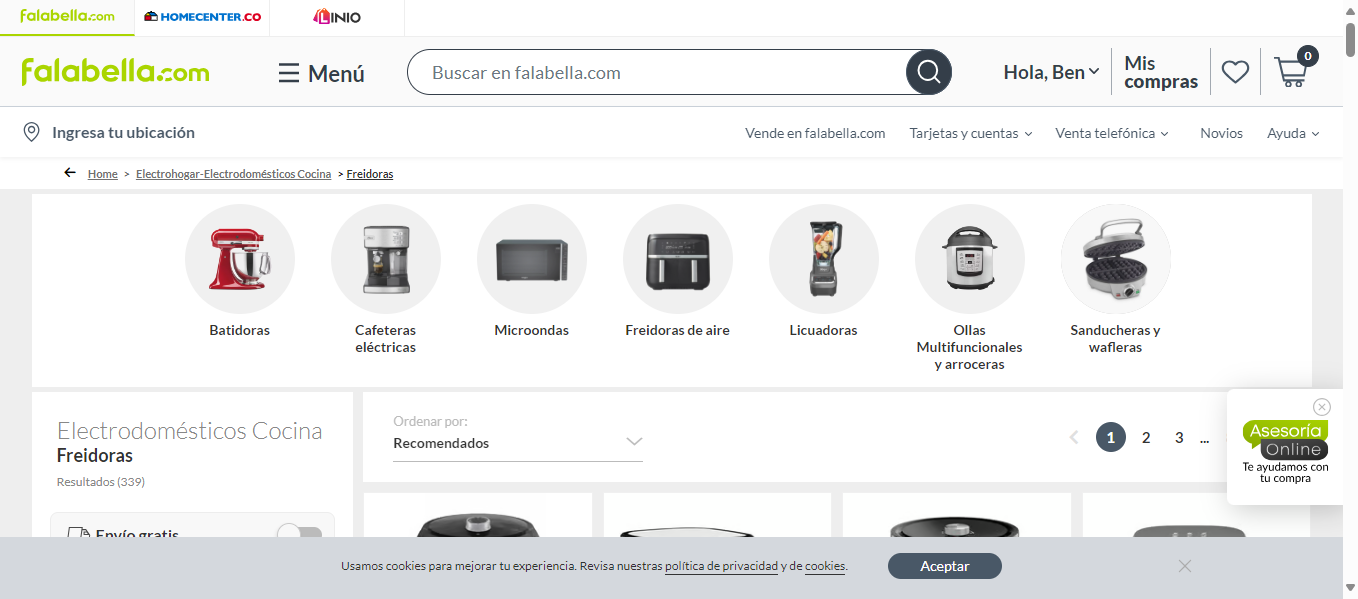 falabella.com
HOMECENTER.CO
LINIO
falabella.com
Menú
Buscar en falabella.com
Hola, Ben
Mis
compras
0
Ingresa tu ubicación
Vende en falabella.com
Tarjetas y cuentas
Venta telefónica
Novios
Ayuda
Home > Electrohogar-Electrodomésticos Cocina > Freidoras
Batidoras
Cafeteras
eléctricas
Microondas
Freidoras de aire
Licuadoras
Ollas
Multifuncionales
y arroceras
Sanducheras y
wafleras
Electrodomésticos Cocina
Freidoras
Resultados (339)
Envío gratis
Ordenar por:
Recomendados
1 2 3 ...
Asesoría
Online
Te ayudamos con
tu compra
Usamos cookies para mejorar tu experiencia. Revisa nuestras política de privacidad y de cookies.
Aceptar